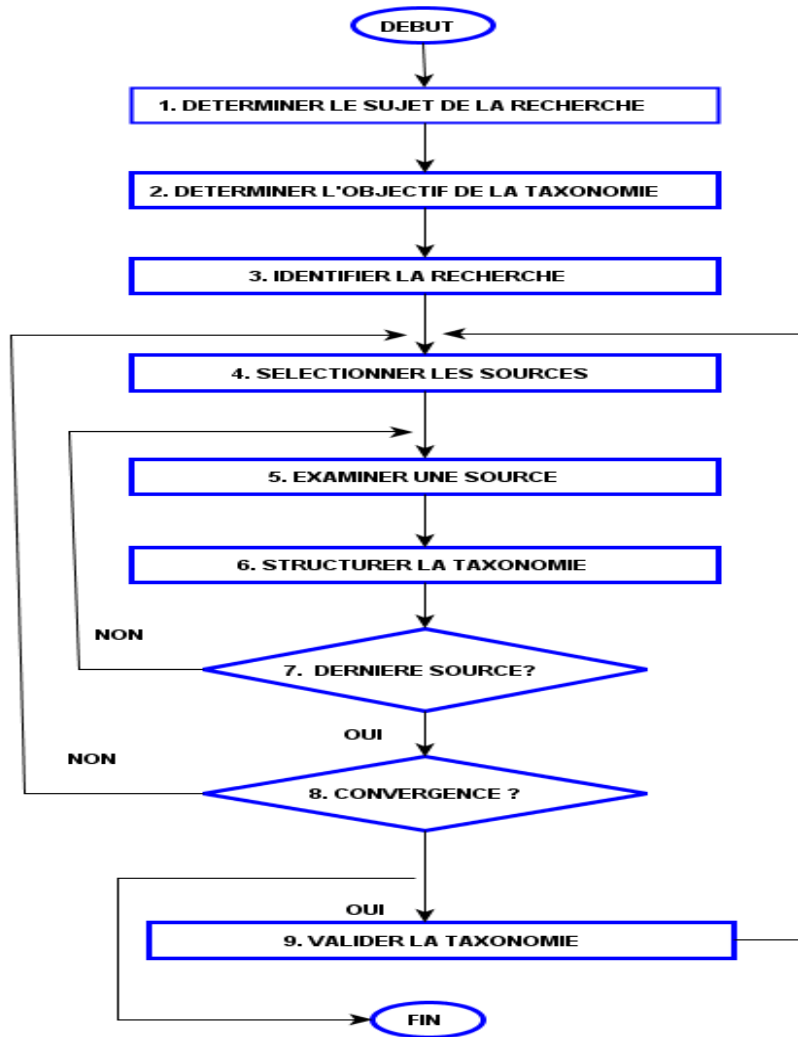 DEBUT
1. DETERMINER LE SUJET DE LA RECHERCHE
2. DETERMINER L'OBJECTIF DE LA TAXONOMIE
3. IDENTIFIER LA RECHERCHE
4. SELECTIONNER LES SOURCES
5. EXAMINER UNE SOURCE
6. STRUCTURER LA TAXONOMIE
NON
7. DERNIERE SOURCE?
OUI
NON
8. CONVERGENCE ?
OUI
9. VALIDER LA TAXONOMIE
FIN